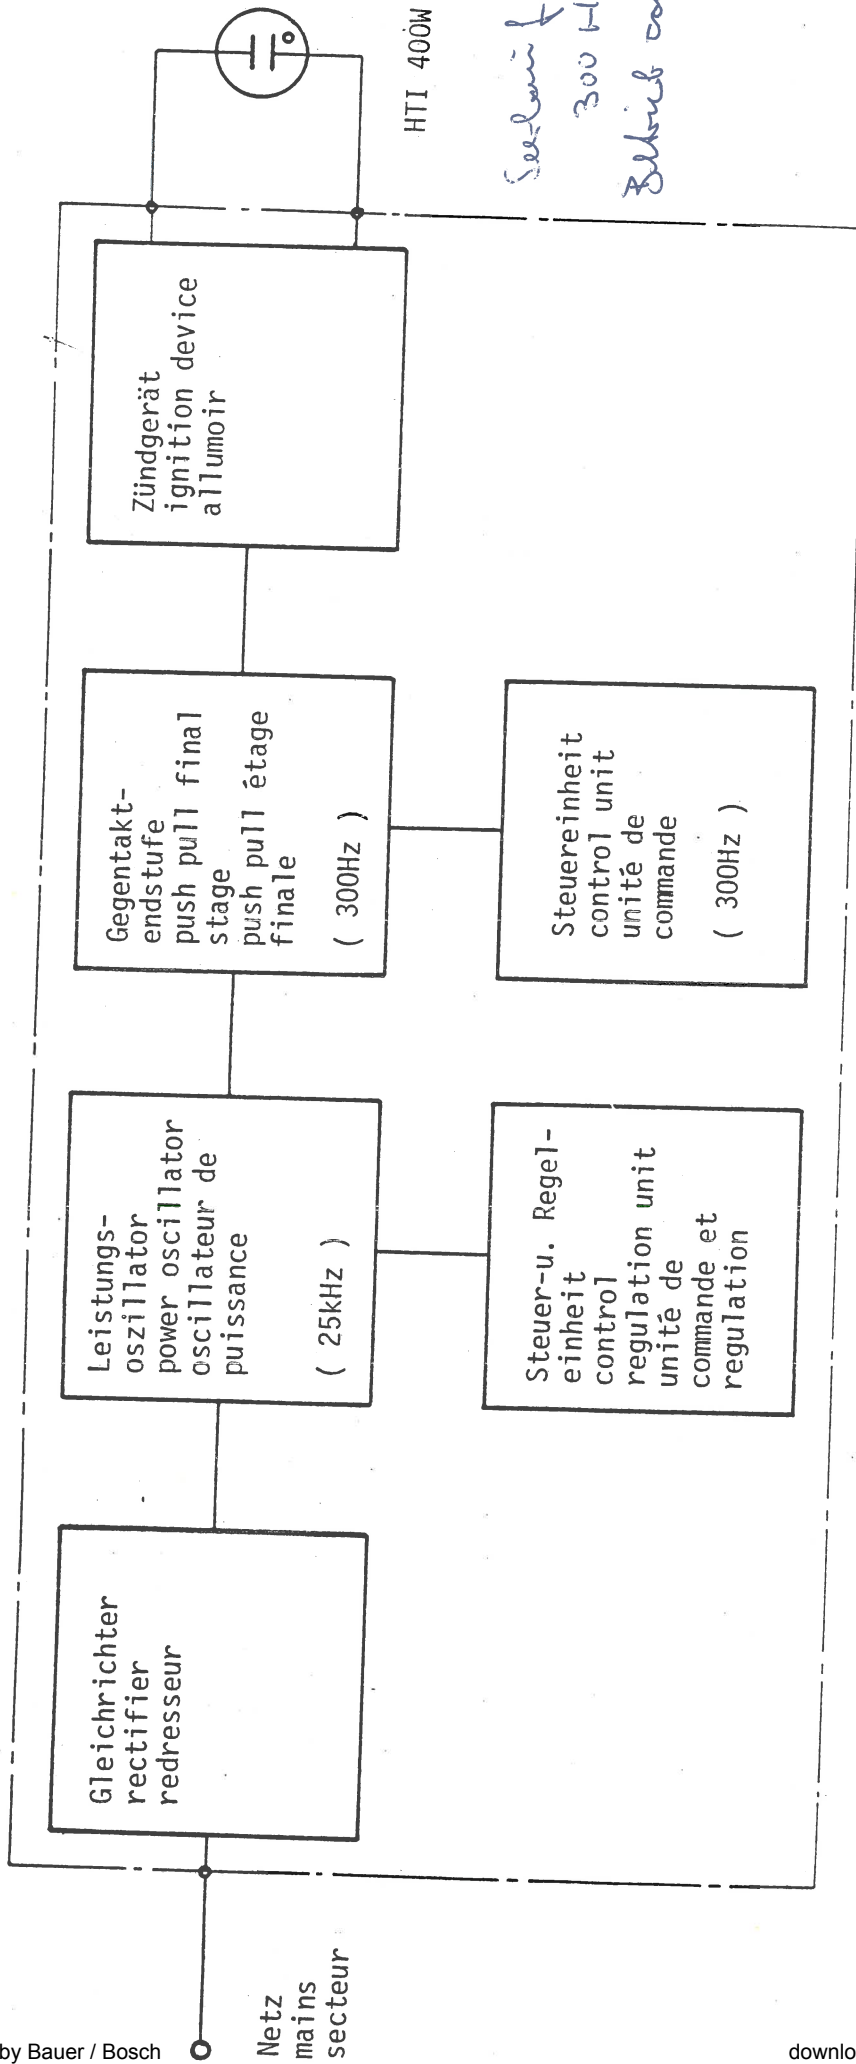 Netz
mains
secteur
Gleichrichter
rectifier
redresseur
Leistungs-
oszillator
power oscillator
oscillateur de
puissance
( 25kHz )
Steuer-u. Regel-
einheit
control
regulation unit
unité de
commande et
regulation
Gegentakt-
endstufe
push pull final
stage
push pull étage
finale
( 300Hz )
Steuereinheit
control unit
unité de
commande
( 300Hz )
Zündgerät
ignition device
allumoir
HTI 400W
300 H
Betrieb
by Bauer / Bosch
downlo